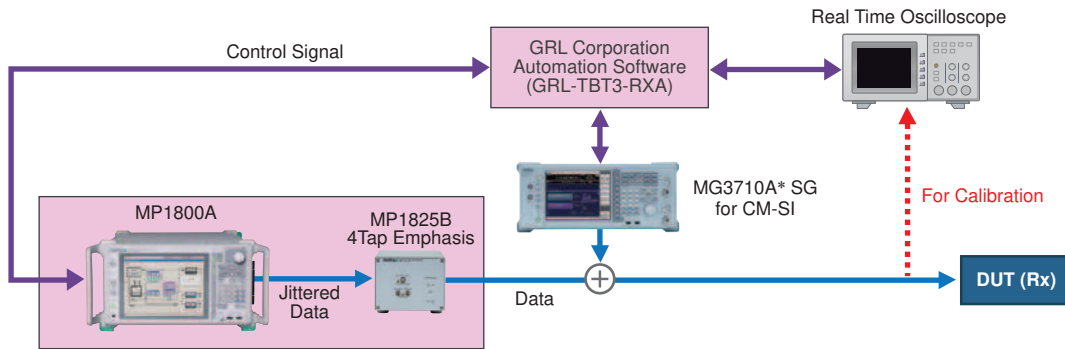 Real Time Oscilloscope
Control Signal
GRL Corporation
Automation Software
(GRL-TBT3-RXA)
MG3710A* SG
for CM-SI
For Calibration
MP1800A
MP1825B
4Tap Emphasis
Jittered
Data
Data
DUT (Rx)